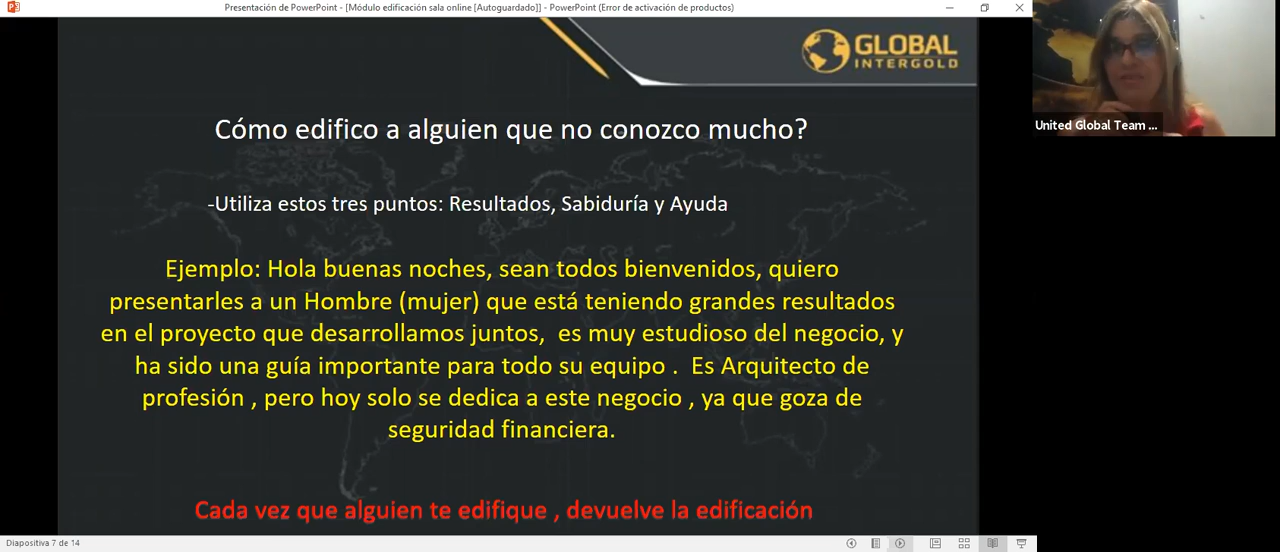 Presentación de PowerPoint - [Módulo edificación sala online [Autoguardado]] - PowerPoint (Error de activación de productos)
GLOBAL
INTERGOLD
United Global Team ...
Cómo edifico a alguien que no conozco mucho?
-Utiliza estos tres puntos: Resultados, Sabiduría y Ayuda
Ejemplo: Hola buenas noches, sean todos bienvenidos, quiero
presentarles a un Hombre (mujer) que está teniendo grandes resultados
en el proyecto que desarrollamos juntos, es muy estudioso del negocio, y
ha sido una guía importante para todo su equipo . Es Arquitecto de
profesión , pero hoy solo se dedica a este negocio , ya que goza de
seguridad financiera.
Cada vez que alguien te edifique , devuelve la edificación
Diapositiva 7 de 14